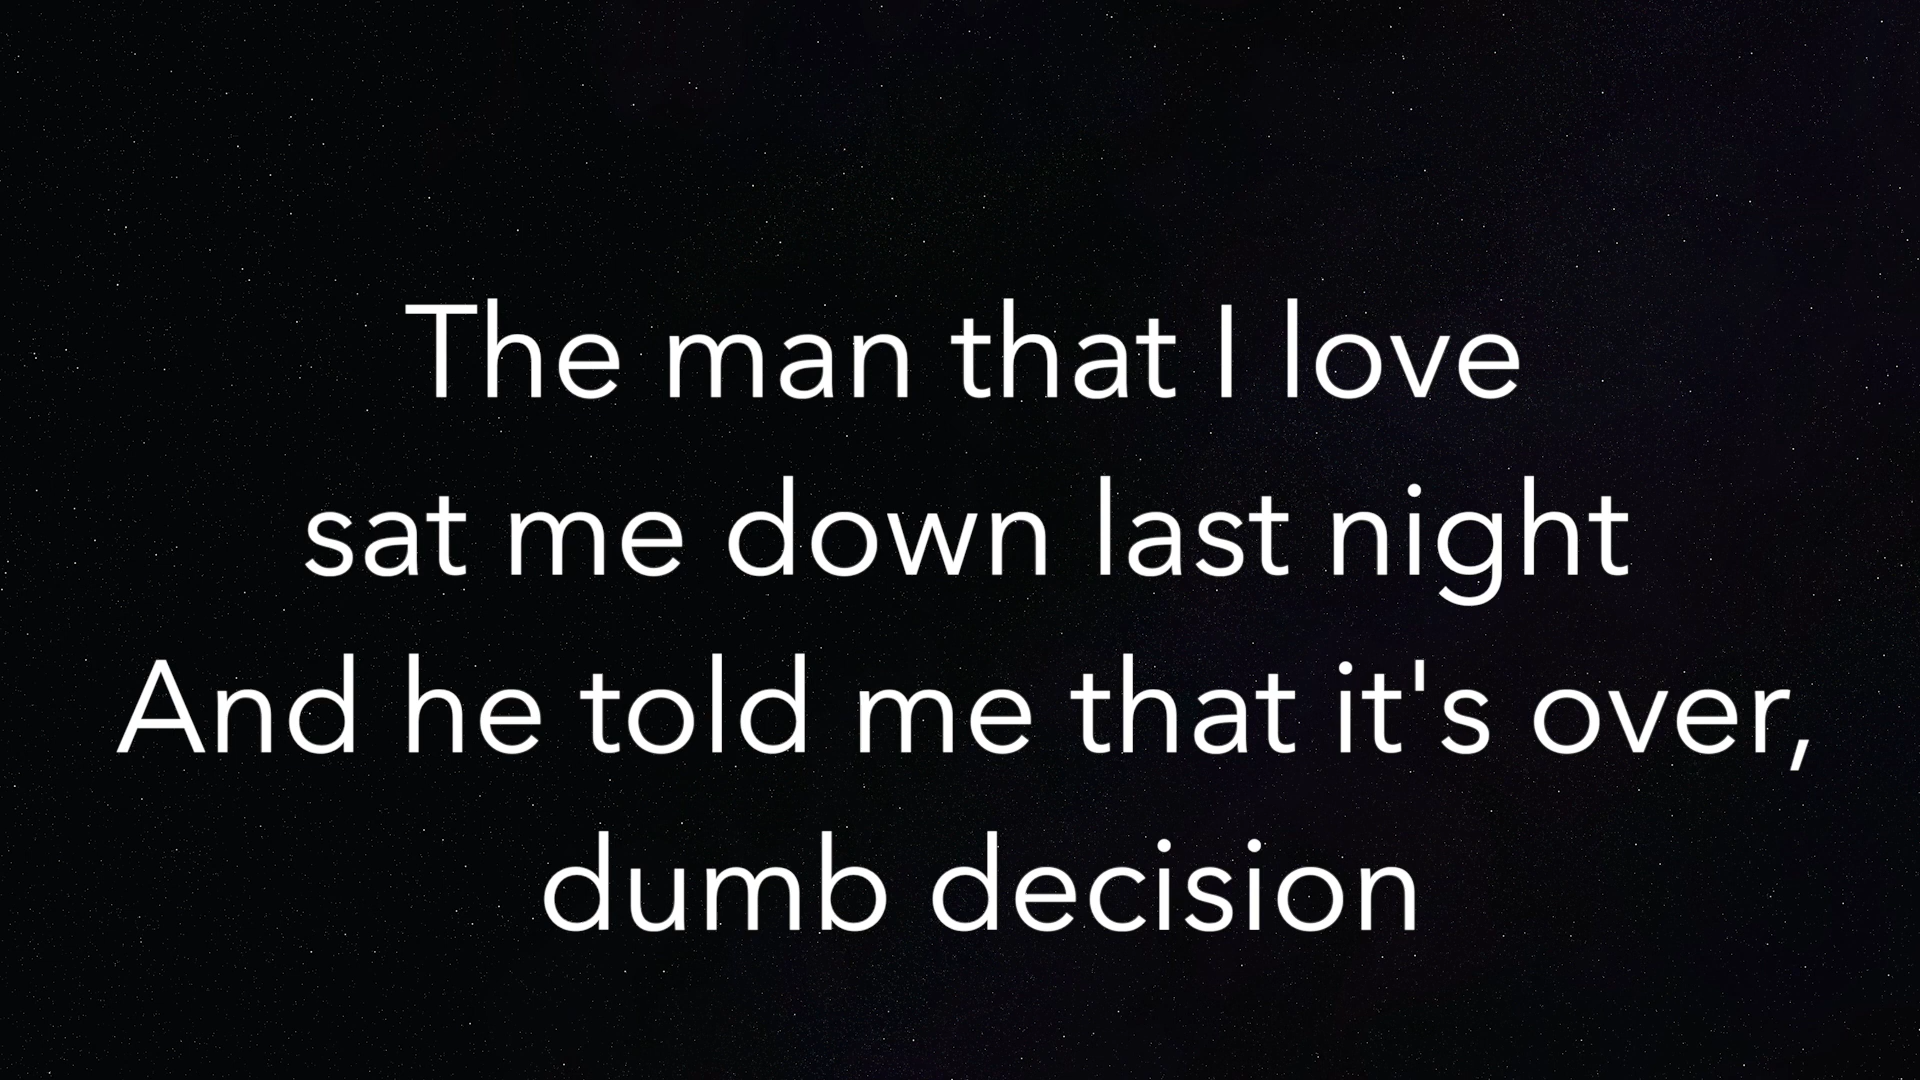 The man that I love
sat me down last night
And he told me that it's over,
dumb decision